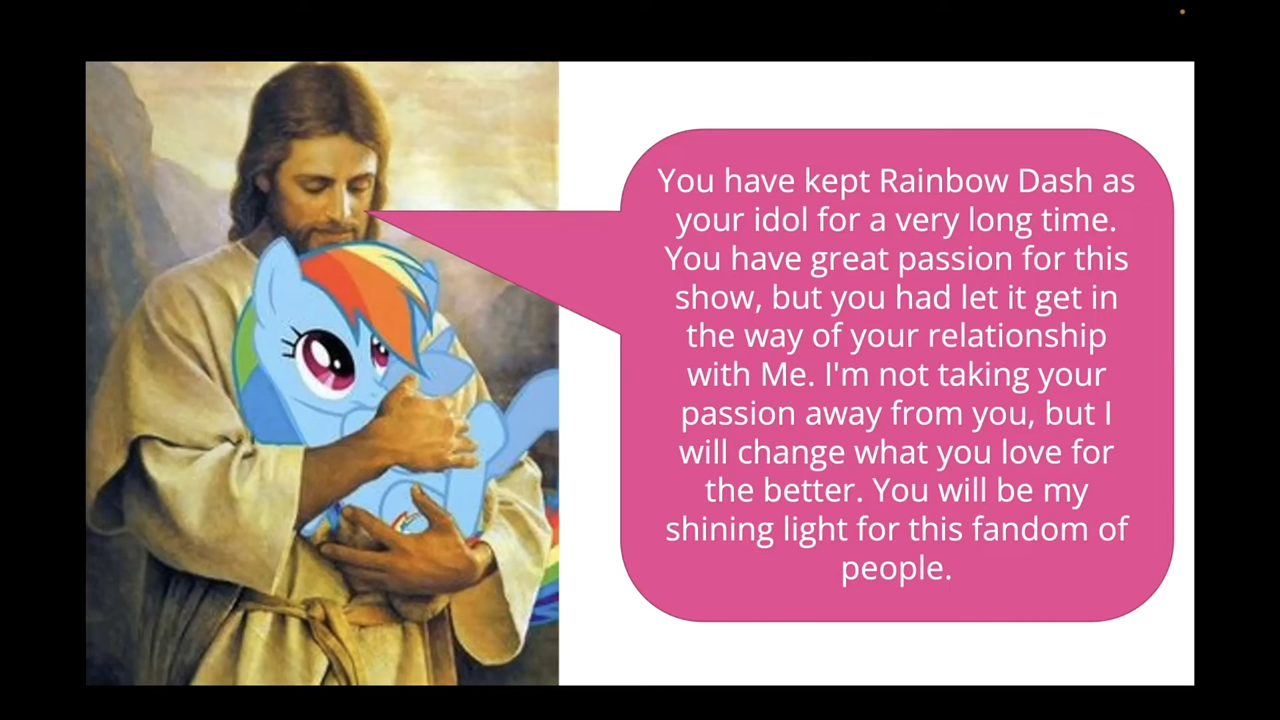 You have kept Rainbow Dash as
your idol for a very long time.
You have great passion for this
show, but you had let it get in
the way of your relationship
with Me. I'm not taking your
passion away from you, but I
will change what you love for
the better. You will be my
shining light for this fandom of
people.